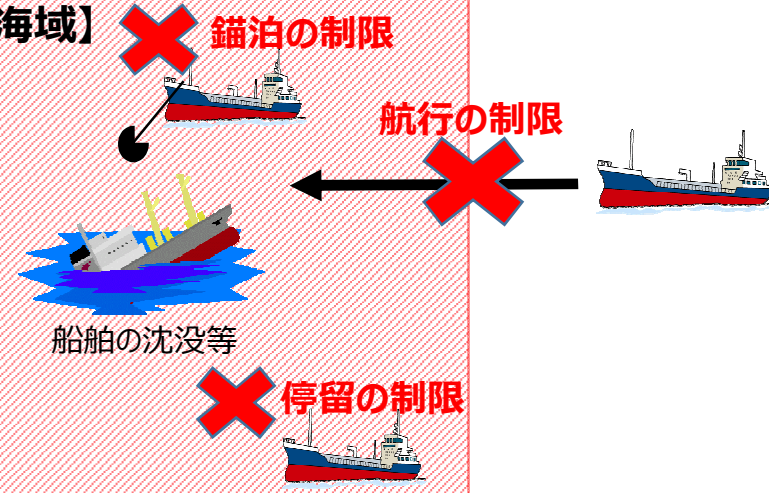 海域】
錨泊の制限
航行の制限
船舶の沈没等
停留の制限